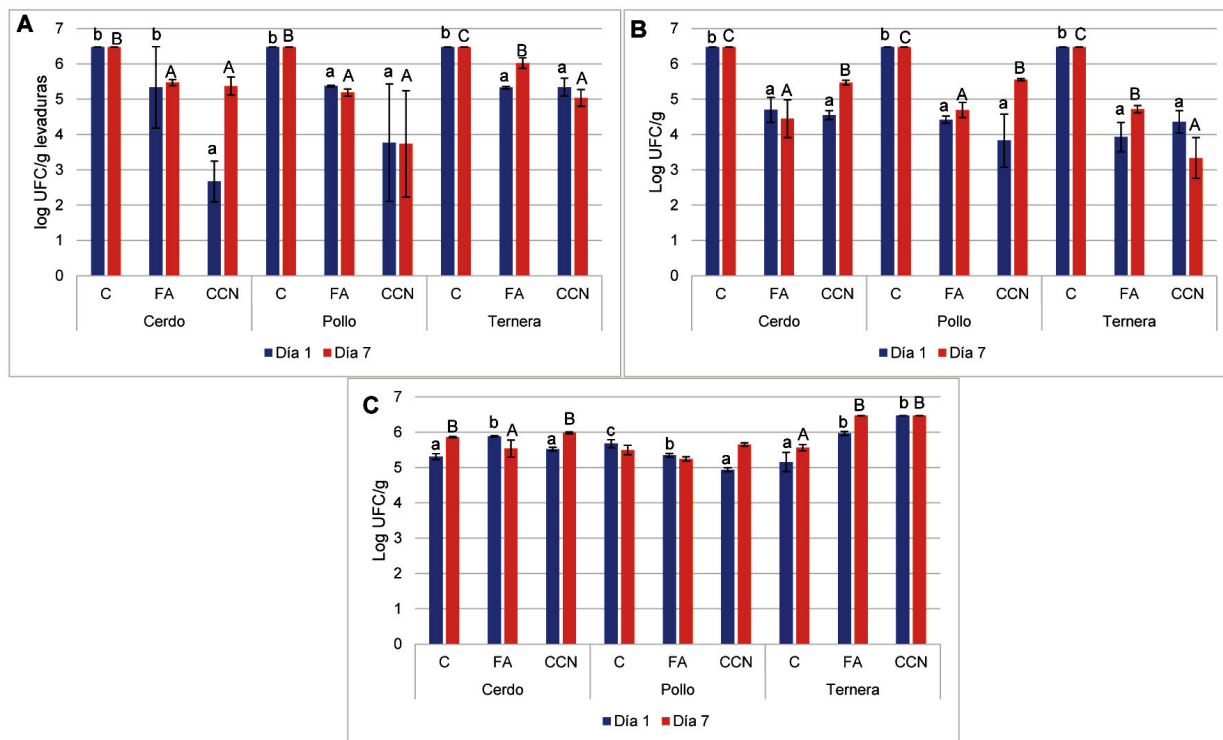 A
log UFC/g levaduras
7
6
5
4
3
2
1
0
b B b A a A b B a A a A b C a B a A
C FA CCN C FA CCN C FA CCN
Cerdo Pollo Ternera
Día 1 Día 7
B
Log UFC/g
7
6
5
4
3
2
1
0
b C a A a B b C a A a B b C a B a A
C FA CCN C FA CCN C FA CCN
Cerdo Pollo Ternera
Día 1 Día 7
C
Log UFC/g
7
6
5
4
3
2
1
0
a B b A a B c b a a A b B b B
C FA CCN C FA CCN C FA CCN
Cerdo Pollo Ternera
Día 1 Día 7